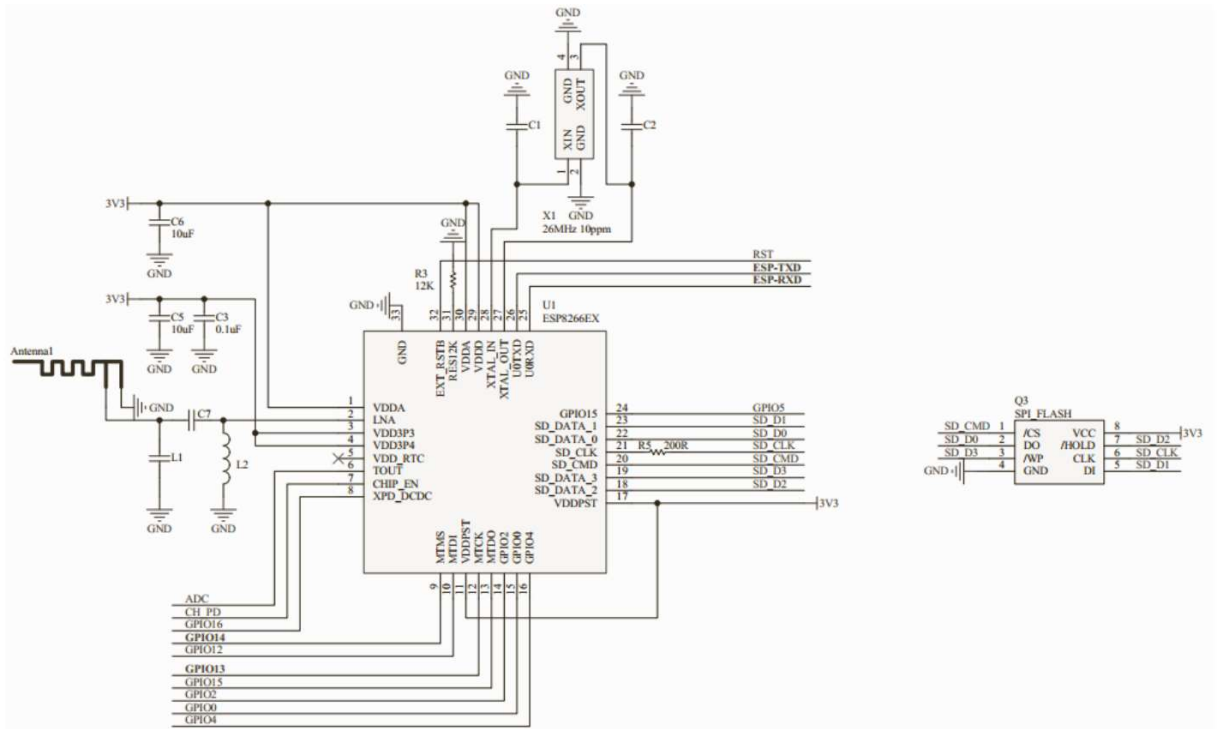 GND
4
3
GND
XOUT
XIN
GND
1
2
GND
C1
GND
C2
GND
X1
26MHz 10ppm
3V3
C6
10uF
GND
GND
R3
12K
RST
ESP-TXD
ESP-RXD
3V3
C5
10uF
C3
0.1uF
GND
GND
GND
33
32
31
30
29
28
27
26
25
U1
ESP8266EX
GND
EXT_RSTB
RES12K
VDDA
VDDD
XTAL_IN
XTAL_OUT
U0TXD
U0RXD
Antenna1
GND
C7
L1
L2
GND
GND
1 VDDA
2 LNA
3 VDD3P3
4 VDD3P4
5 VDD_RTC
6 TOUT
7 CHIP_EN
8 XPD_DCDC
GPIO15 24 GPIO5
SD_DATA_1 23 SD_D1
SD_DATA_0 22 SD_D0
SD_CLK 21 R5 200R SD_CLK
SD_CMD 20 SD_CMD
SD_DATA_3 19 SD_D3
SD_DATA_2 18 SD_D2
VDDPST 17
3V3
MTMS
MTDI
VDDPST
MTCK
MTDO
GPIO2
GPIO0
GPIO4
9
10
11
12
13
14
15
16
ADC
CH_PD
GPIO16
GPIO14
GPIO12
GPIO13
GPIO15
GPIO2
GPIO0
GPIO4
Q3
SPI_FLASH
SD_CMD 1 /CS VCC 8 3V3
SD_D0 2 DO /HOLD 7 SD_D2
SD_D3 3 /WP CLK 6 SD_CLK
GND 4 GND DI 5 SD_D1